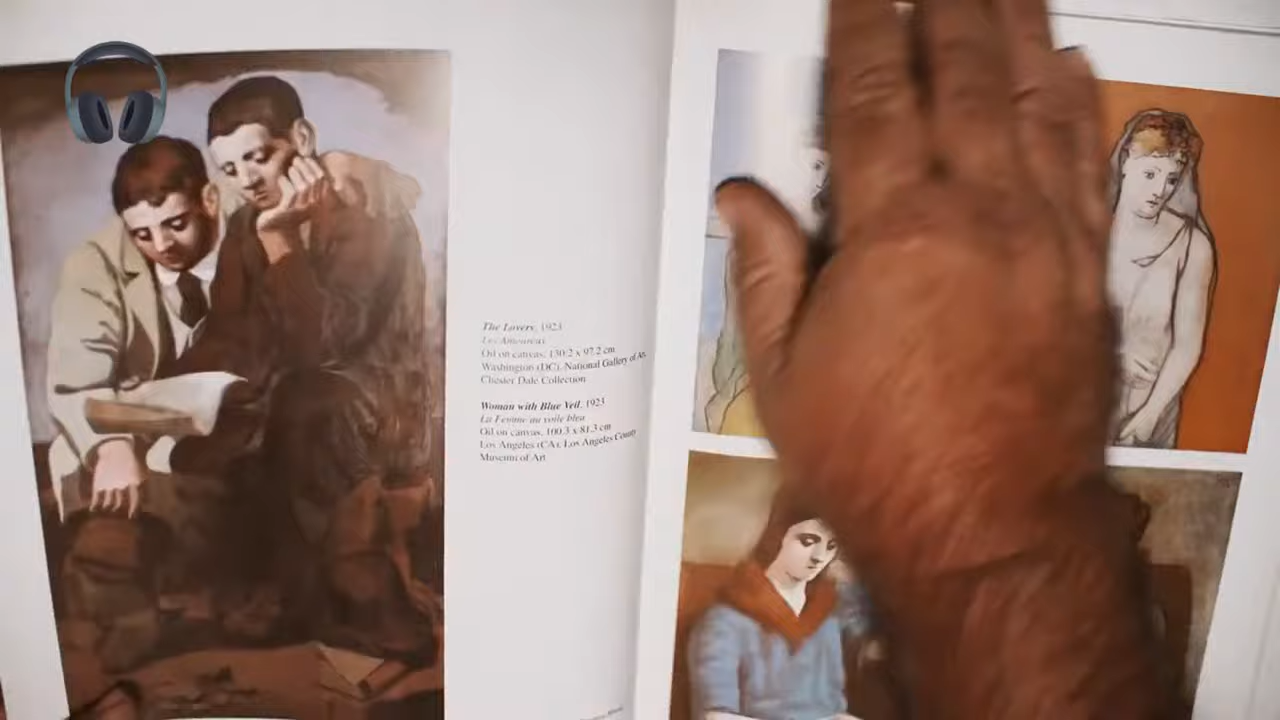 The Lovers, 1923
Les Amoureux
Oil on canvas, 130.2 x 97.2 cm
Washington (DC), National Gallery of Art,
Chester Dale Collection
Woman with Blue Veil, 1923
La Femme au voile bleu
Oil on canvas, 100.3 x 81.3 cm
Los Angeles (CA), Los Angeles County
Museum of Art